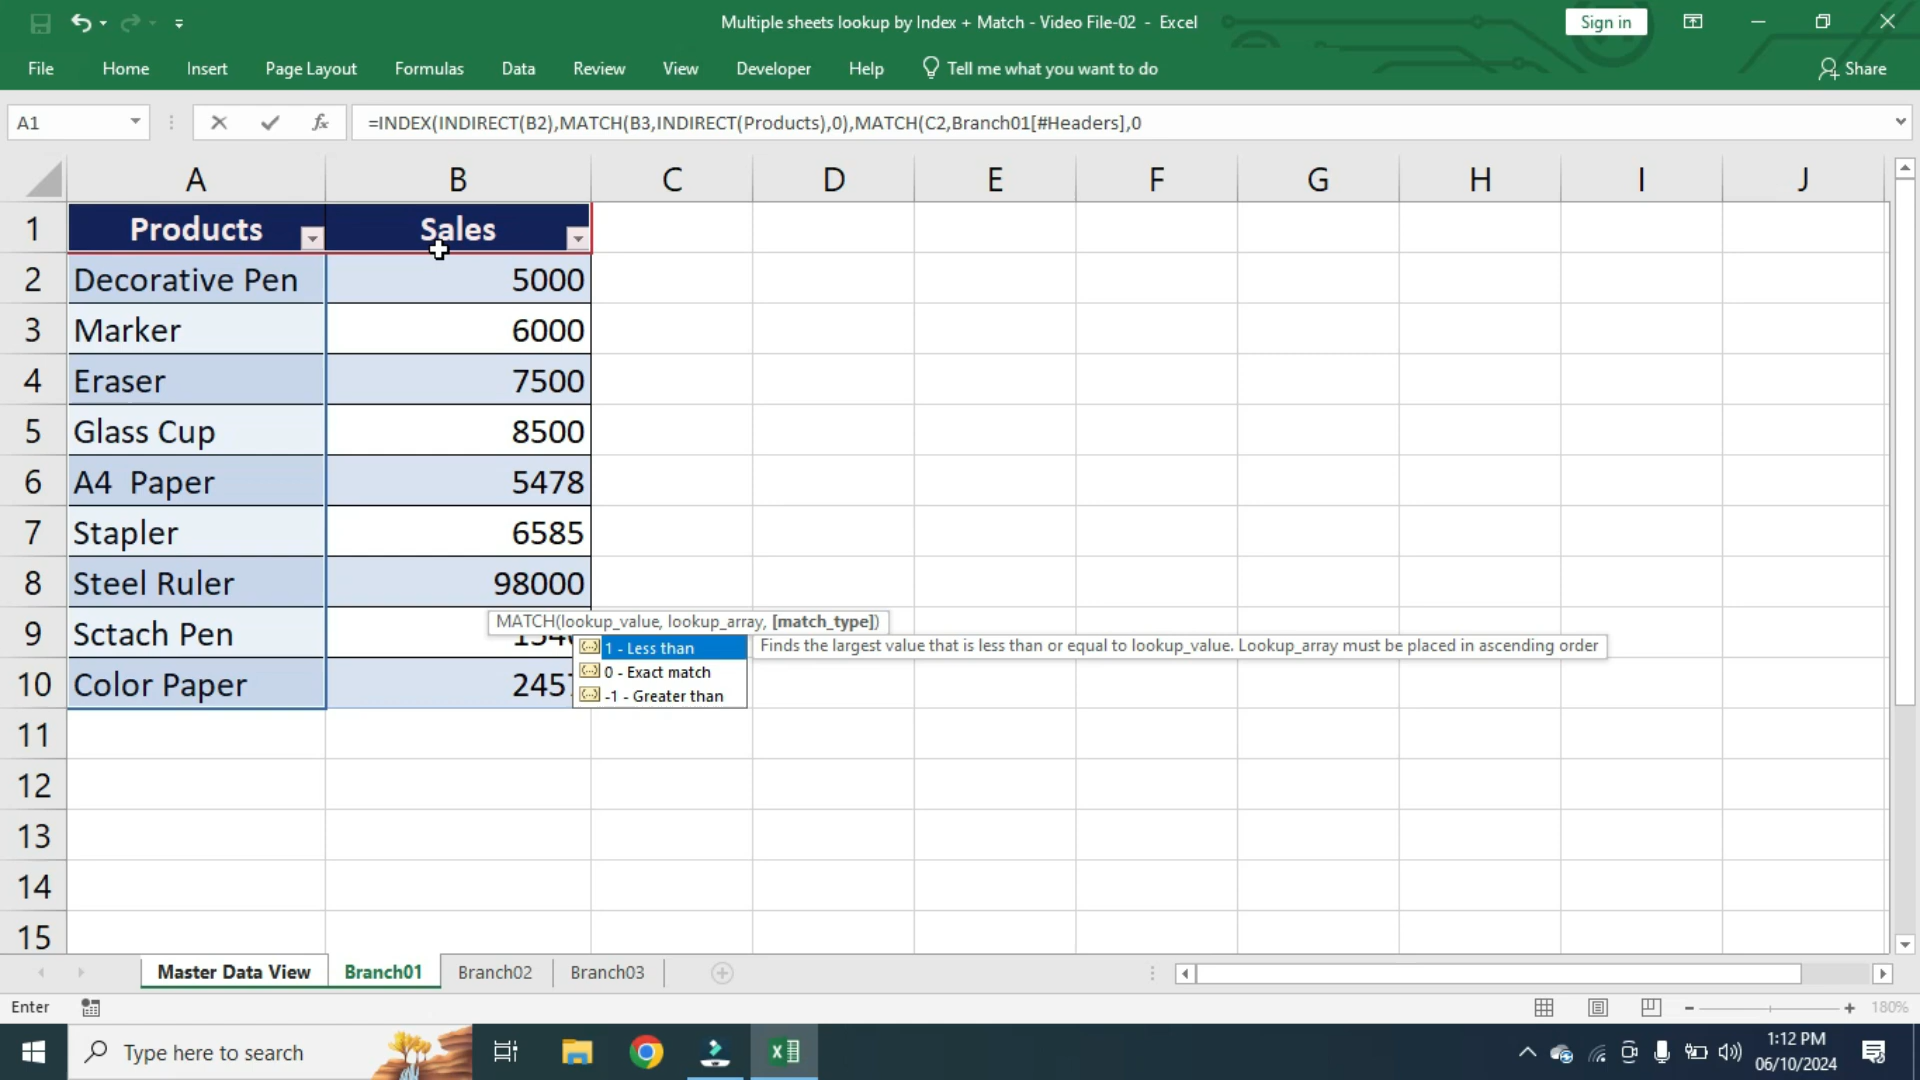 Multiple sheets lookup by Index + Match - Video File-02 - Excel
Sign in
File Home Insert Page Layout Formulas Data Review View Developer Help Tell me what you want to do Share
A1 fx =INDEX(INDIRECT(B2),MATCH(B3,INDIRECT(Products),0),MATCH(C2,Branch01[#Headers],0
A B C D E F G H I J
1 Products Sales
2 Decorative Pen 5000
3 Marker 6000
4 Eraser 7500
5 Glass Cup 8500
6 A4  Paper 5478
7 Stapler 6585
8 Steel Ruler 98000
MATCH(lookup_value, lookup_array, [match_type])
9 Sctach Pen
1 - Less than Finds the largest value that is less than or equal to lookup_value. Lookup_array must be placed in ascending order
0 - Exact match
10 Color Paper 2457
-1 - Greater than
11
12
13
14
15
Master Data View Branch01 Branch02 Branch03
Enter 180%
Type here to search
1:12 PM
06/10/2024